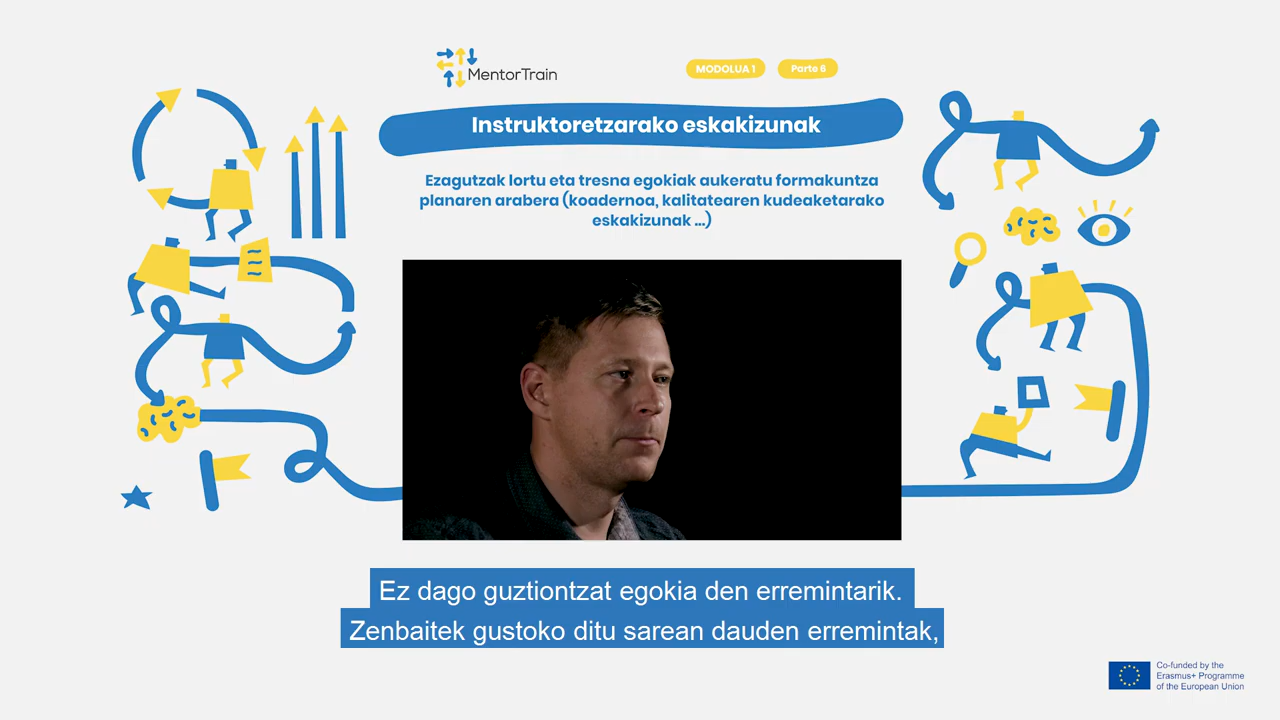 MentorTrain
MODOLUA 1
Parte 6
Instruktoretzarako eskakizunak
Ezagutzak lortu eta tresna egokiak aukeratu formakuntza
planaren arabera (koadernoa, kalitatearen kudeaketarako
eskakizunak ...)
Ez dago guztiontzat egokia den erremintarik.
Zenbaitek gustoko ditu sarean dauden erremintak,
Co-funded by the
Erasmus+ Programme
of the European Union